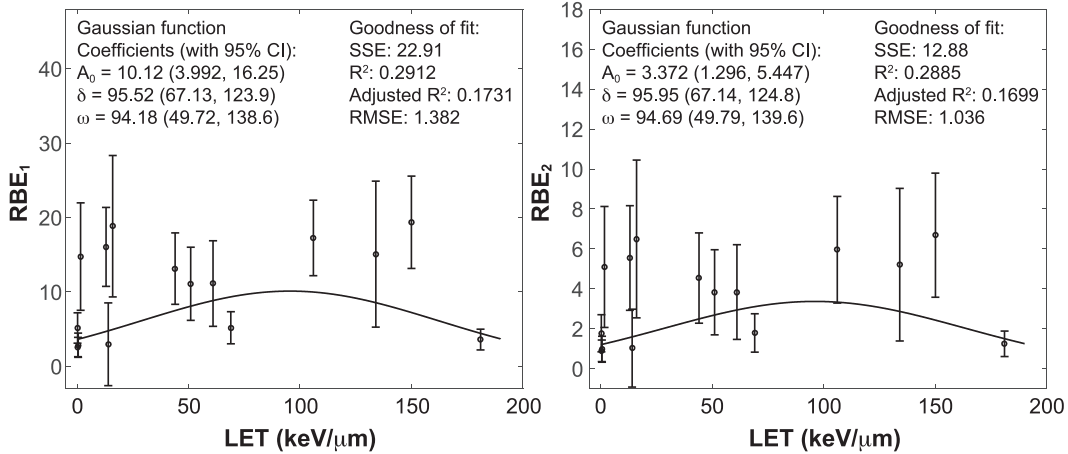 Gaussian function
Coefficients (with 95% CI):
A₀ = 10.12 (3.992, 16.25)
δ = 95.52 (67.13, 123.9)
ω = 94.18 (49.72, 138.6)
Goodness of fit:
SSE: 22.91
R²: 0.2912
Adjusted R²: 0.1731
RMSE: 1.382
40
30
20
10
0
RBE₁
0 50 100 150 200
LET (keV/μm)
Gaussian function
Coefficients (with 95% CI):
A₀ = 3.372 (1.296, 5.447)
δ = 95.95 (67.14, 124.8)
ω = 94.69 (49.79, 139.6)
Goodness of fit:
SSE: 12.88
R²: 0.2885
Adjusted R²: 0.1699
RMSE: 1.036
18
16
14
12
10
8
6
4
2
0
RBE₂
0 50 100 150 200
LET (keV/μm)